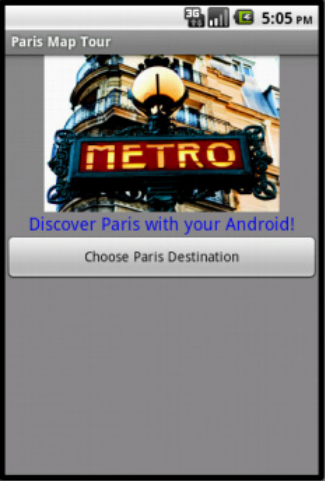 3G 5:05 PM
Paris Map Tour
METRO
Discover Paris with your Android!
Choose Paris Destination